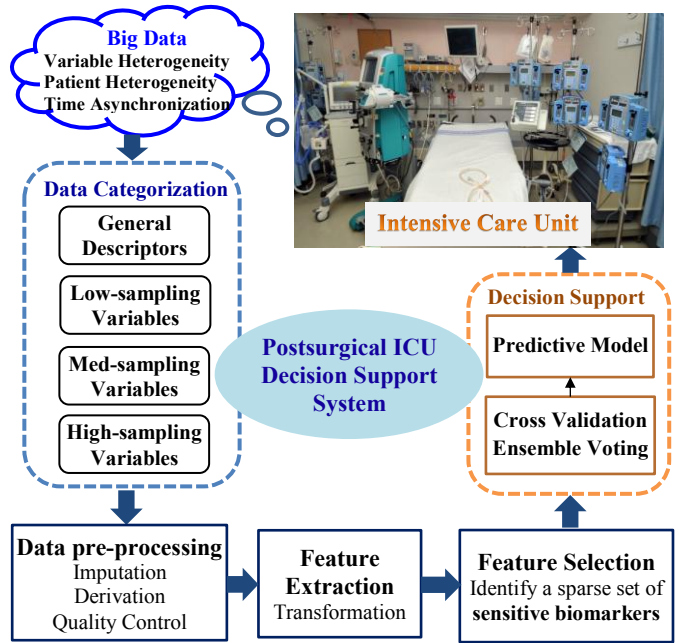 Big Data
Variable Heterogeneity
Patient Heterogeneity
Time Asynchronization
Data Categorization
General
Descriptors
Low-sampling
Variables
Med-sampling
Variables
High-sampling
Variables
Data pre-processing
Imputation
Derivation
Quality Control
Feature
Extraction
Transformation
Feature Selection
Identify a sparse set of
sensitive biomarkers
Decision Support
Predictive Model
Cross Validation
Ensemble Voting
Intensive Care Unit
Postsurgical ICU
Decision Support
System